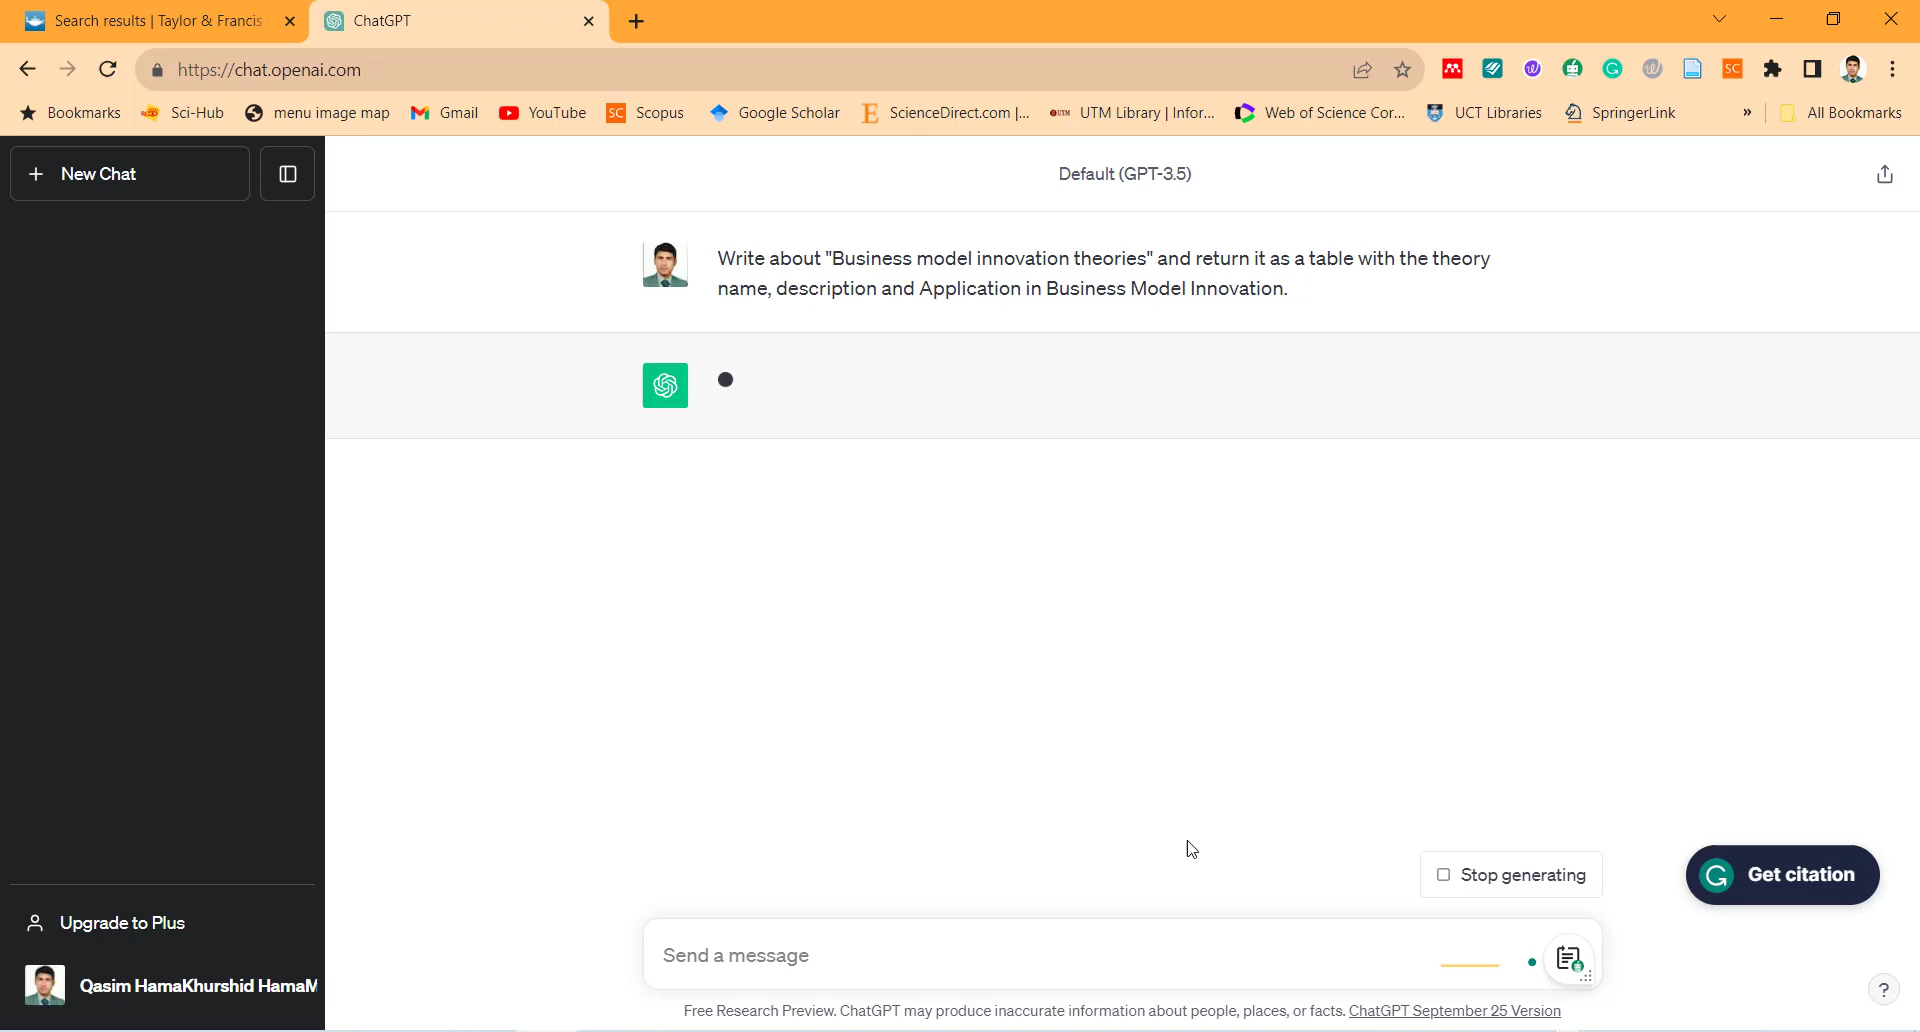 Search results | Taylor & Francis
ChatGPT
https://chat.openai.com
Bookmarks
Sci-Hub
menu image map
Gmail
YouTube
SC Scopus
Google Scholar
ScienceDirect.com |...
UTM UTM Library | Infor...
Web of Science Cor...
UCT Libraries
SpringerLink
»
All Bookmarks
SC
+ New Chat
Default (GPT-3.5)
Write about "Business model innovation theories" and return it as a table with the theory
name, description and Application in Business Model Innovation.
Stop generating
Get citation
Upgrade to Plus
Send a message
Qasim HamaKhurshid HamaM
?
Free Research Preview. ChatGPT may produce inaccurate information about people, places, or facts. ChatGPT September 25 Version